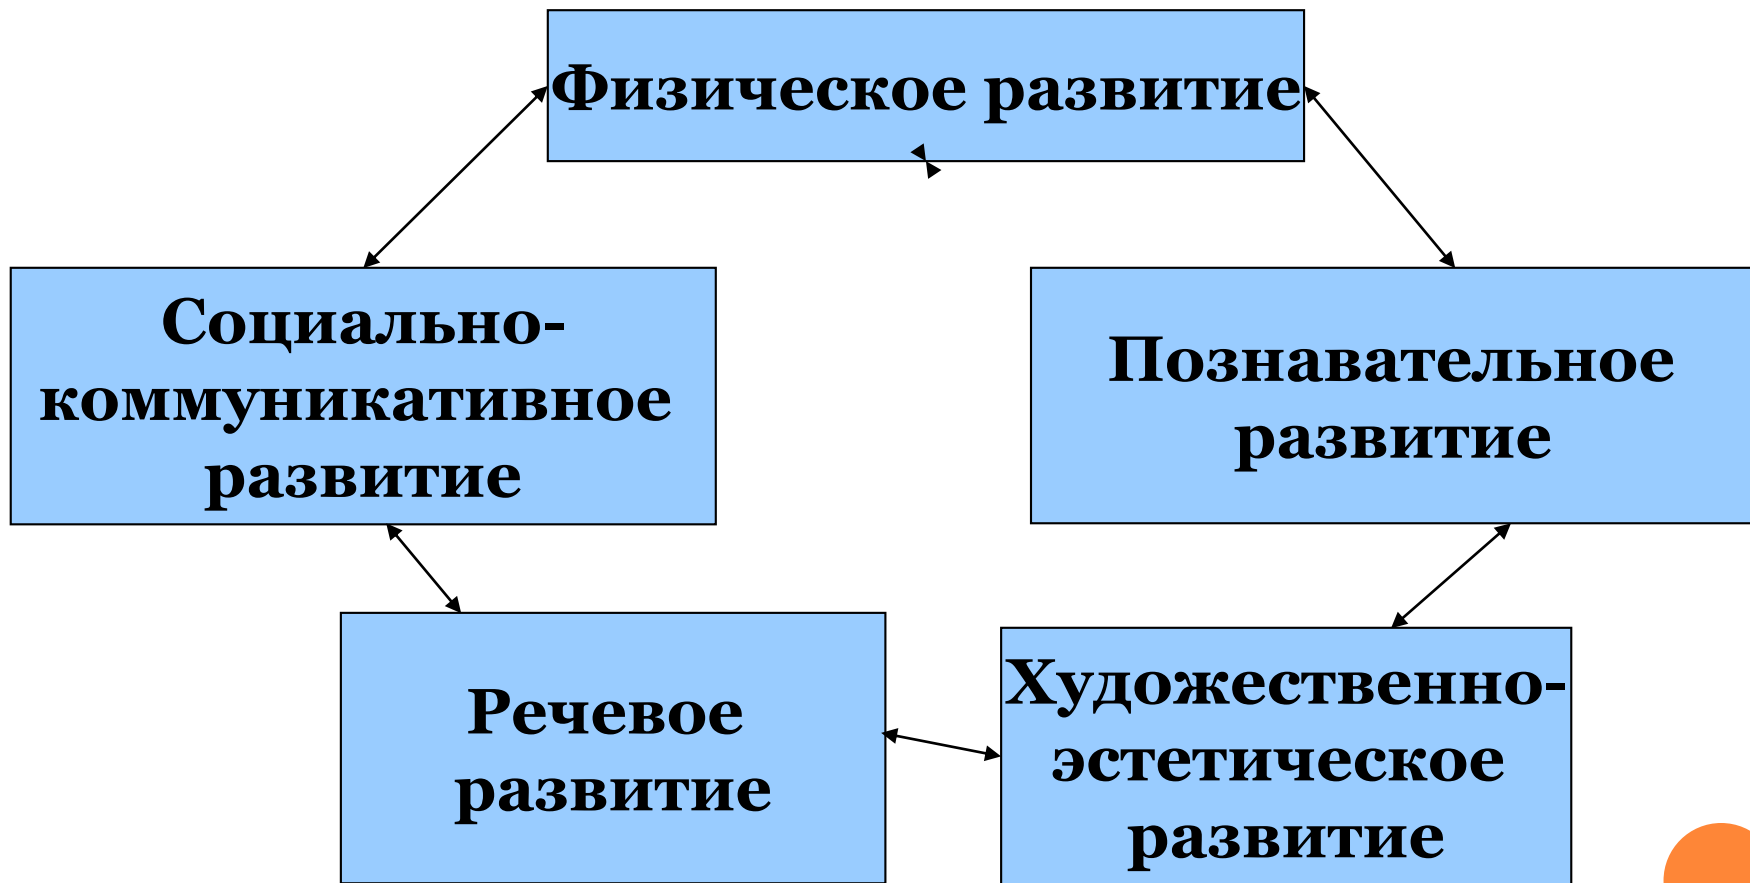 Физическое развитие
Социально-
коммуникативное
развитие
Познавательное
развитие
Речевое
развитие
Художественно-
эстетическое
развитие